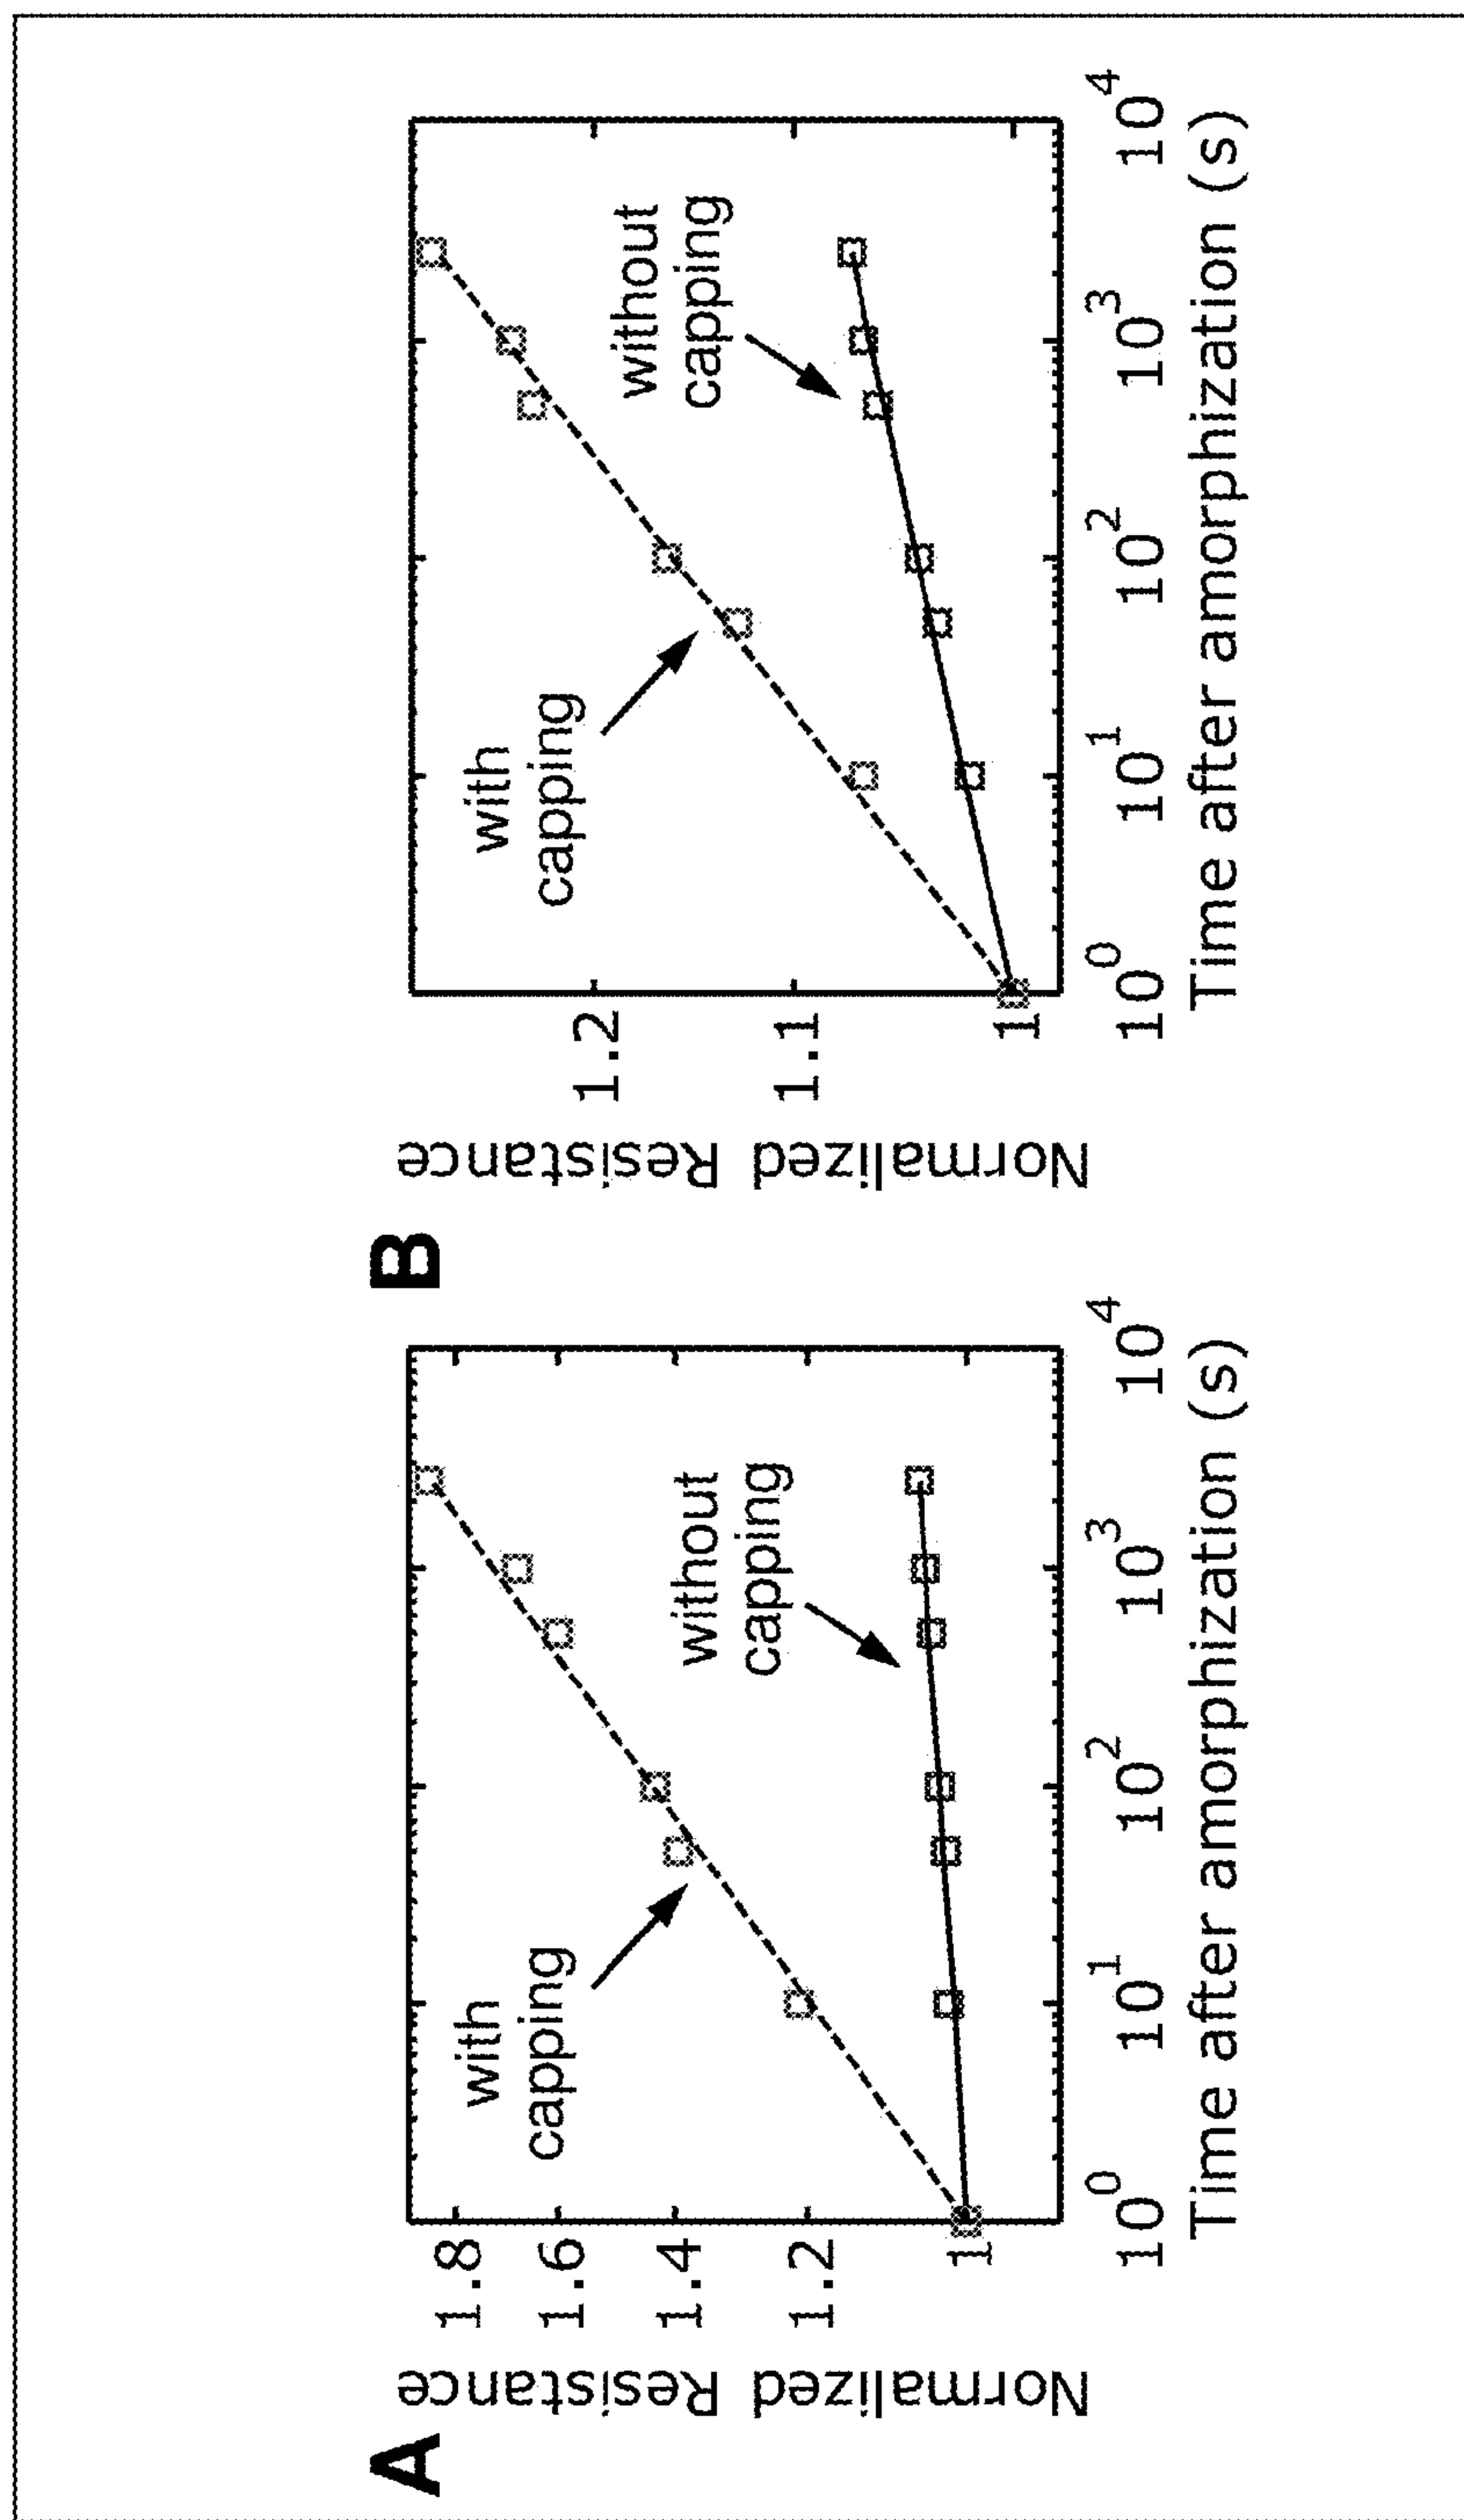 A
Normalized Resistance
1.8
1.6
1.4
1.2
1
with
capping
without
capping
10^0 10^1 10^2 10^3 10^4
Time after amorphization (s)
B
Normalized Resistance
1.2
1.1
1
with
capping
without
capping
10^0 10^1 10^2 10^3 10^4
Time after amorphization (s)